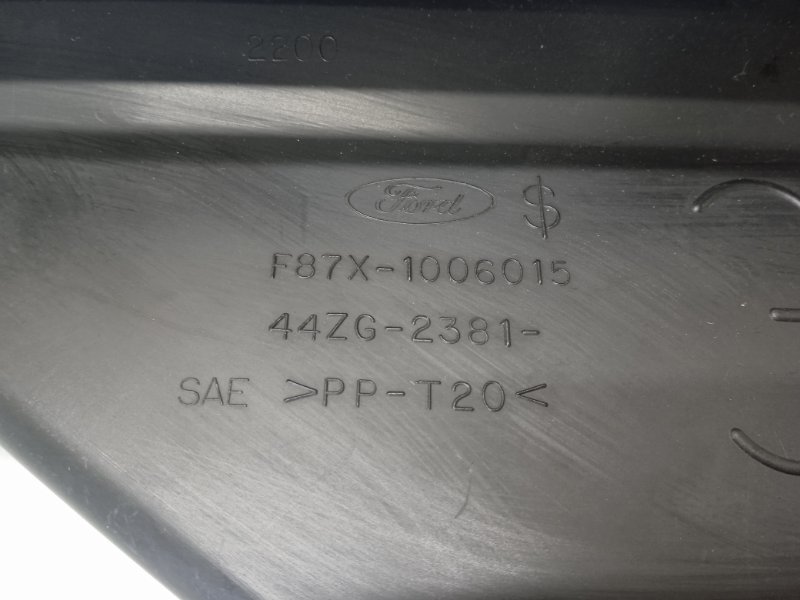 2200
Ford $
F87X-1006015
44ZG-2381-
SAE >PP-T20<